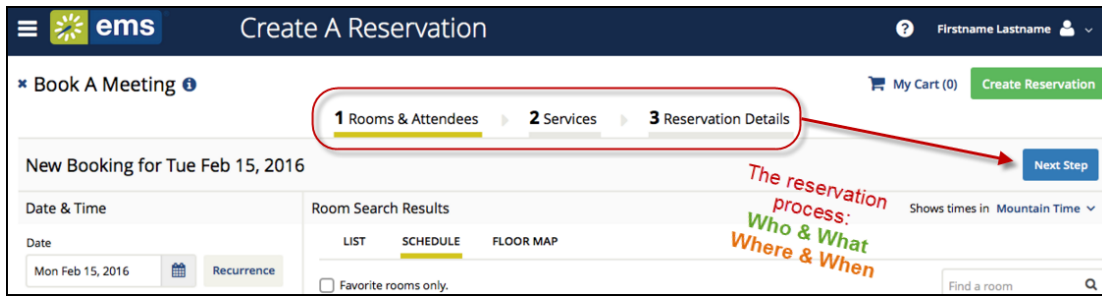 ems Create A Reservation ? Firstname Lastname
× Book A Meeting i My Cart (0) Create Reservation
1 Rooms & Attendees 2 Services 3 Reservation Details
New Booking for Tue Feb 15, 2016 Next Step
The reservation
process:
Who & What
Where & When
Date & Time Room Search Results Shows times in Mountain Time
Date LIST SCHEDULE FLOOR MAP
Mon Feb 15, 2016 Recurrence
Favorite rooms only. Find a room